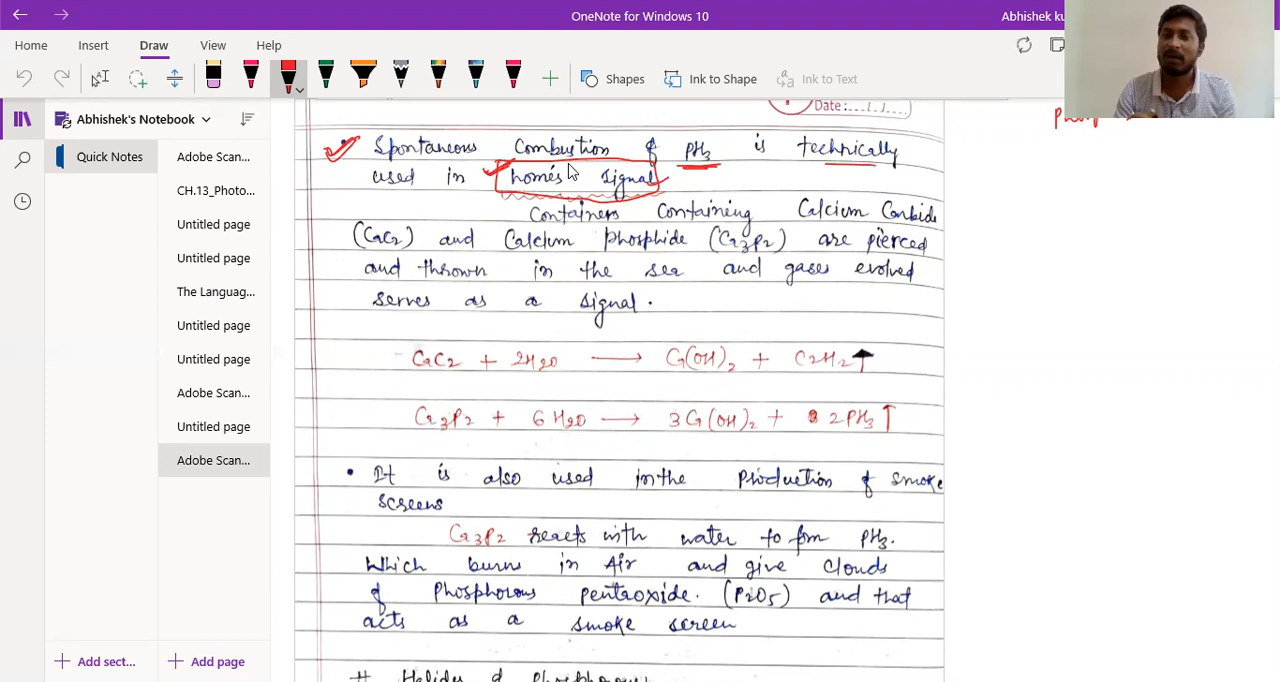 OneNote for Windows 10
Abhishek ku
Home Insert Draw View Help
Shapes Ink to Shape Ink to Text
Abhishek's Notebook
Quick Notes
Adobe Scan...
CH.13_Photo...
Untitled page
Untitled page
The Languag...
Untitled page
Untitled page
Adobe Scan...
Untitled page
Adobe Scan...
Add sect...
Add page
Date:....(..)
• Spontaneous Combustion of PH3 is technically
used in homés signal
Containers Containing Calcium Carbide
(CaC2) and Calcium phosphide (Ca3P2) are pierced
and thrown in the sea and gases evolved
serves as a signal.
CaC2 + 2H2O → Ca(OH)2 + C2H2↑
Ca3P2 + 6H2O → 3Ca(OH)2 + 2PH3↑
• It is also used in the production of smoke
screens
Ca3P2 reacts with water to form PH3.
Which burns in Air and give clouds
of phosphorous pentaoxide. (P2O5) and that
acts as a smoke screen
# Halides of Phosphorous: